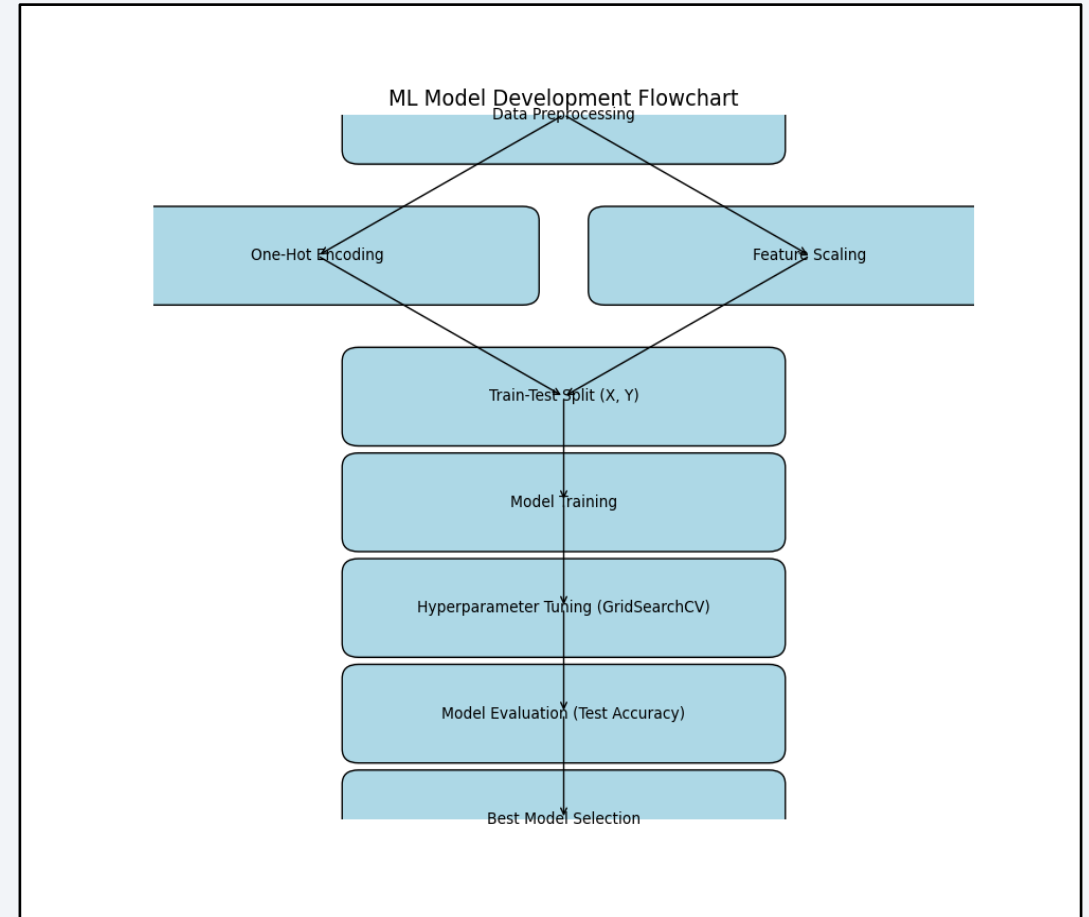 ML Model Development Flowchart
Data Preprocessing
One-Hot Encoding
Feature Scaling
Train-Test Split (X, Y)
Model Training
Hyperparameter Tuning (GridSearchCV)
Model Evaluation (Test Accuracy)
Best Model Selection